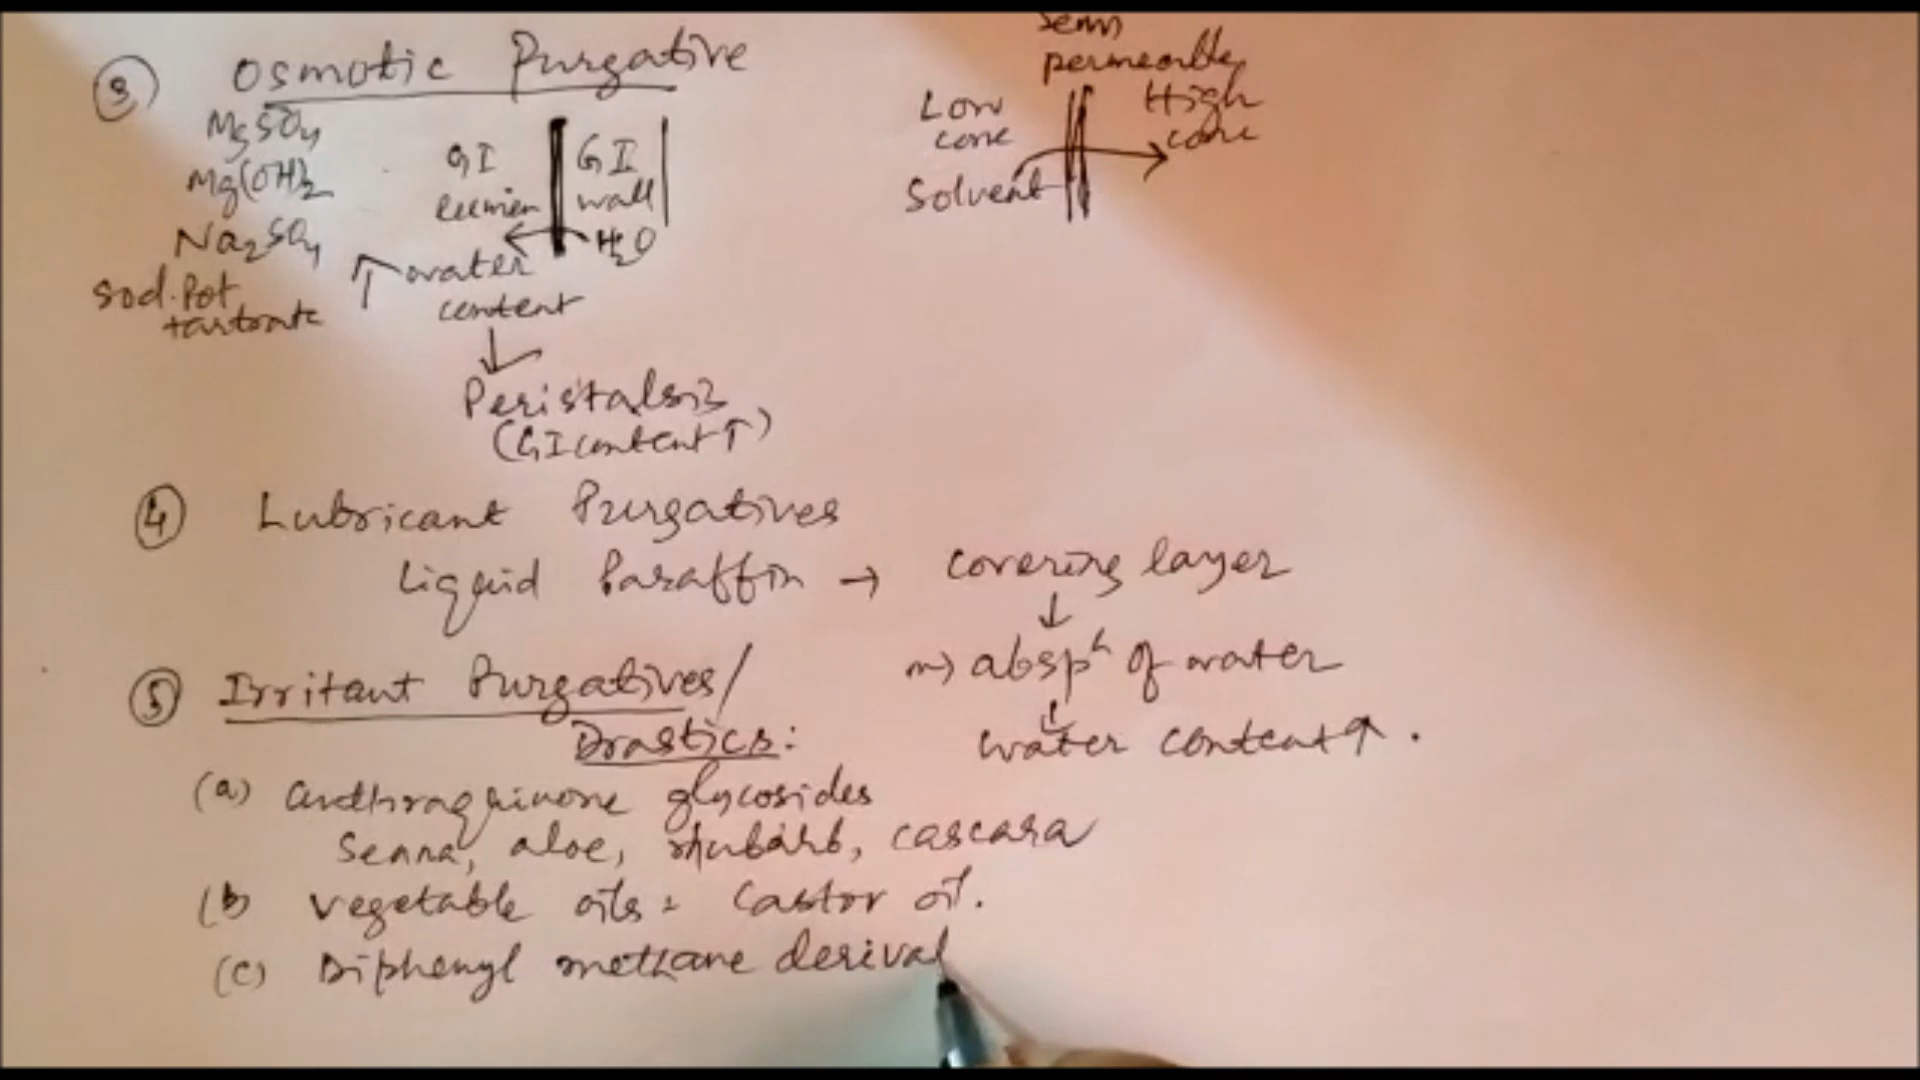 ③ Osmotic Purgative
MgSO4
Mg(OH)2
Na2SO4
Sod. Pot
tartrate
GI
lumen
GI
wall
H2O
↑ water
content
↓
Peristalsis
(GI content ↑)
Semi
permeable
Low
conc
High
conc
Solvent
④ Lubricant Purgatives
Liquid Paraffin → covering layer
↓
absph of water
↓
water content ↑ .
⑤ Irritant Purgatives/
Drastics:
(a) anthraquinone glycosides
Senna, aloe, rhubarb, cascara
(b vegetable oils : Castor oil.
(c) Diphenyl methane derivat